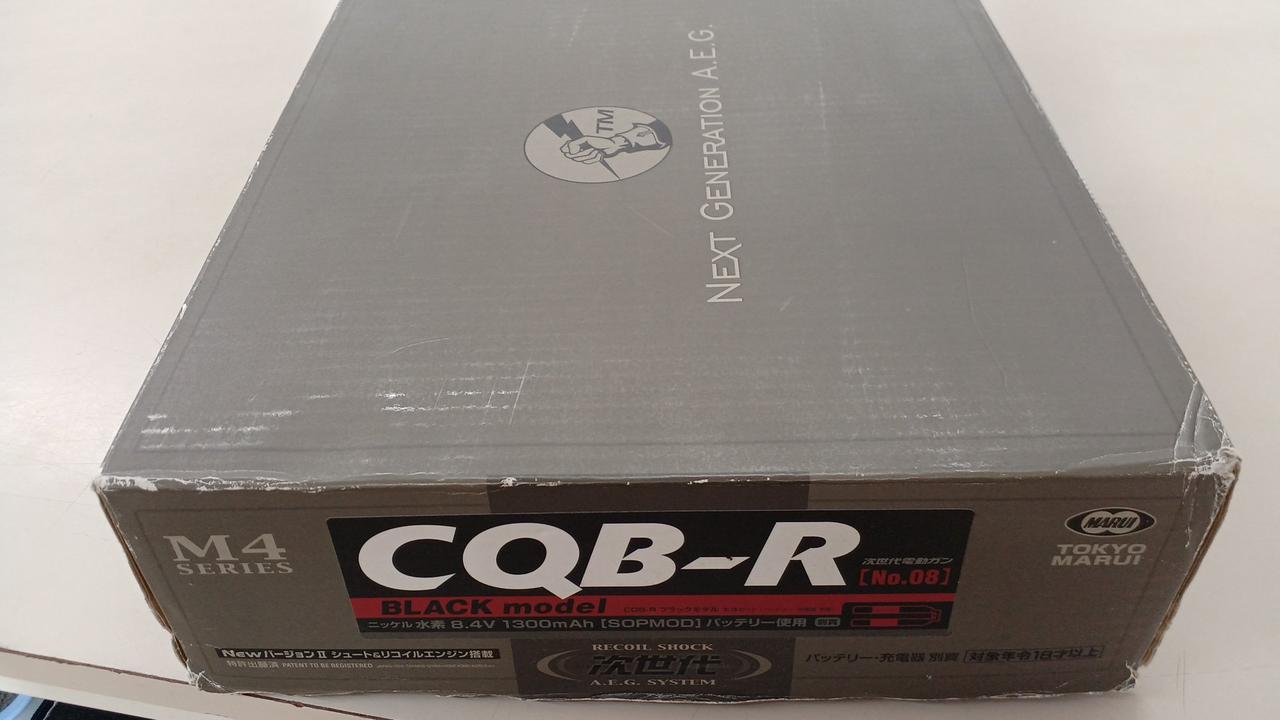 TM
NEXT GENERATION A.E.G.
M4
SERIES
CQB-R
次世代電動ガン
[No.08]
BLACK model
CQB-R ブラックモデル
ニッケル水素 8.4V 1300mAh [SOPMOD] バッテリー使用 別売
MARUI
TOKYO
MARUI
New バージョンⅡ シュート&リコイルエンジン搭載
特許出願済 PATENT TO BE REGISTERED
RECOIL SHOCK
次世代
A.E.G. SYSTEM
バッテリー・充電器 別買 [対象年令18才以上]